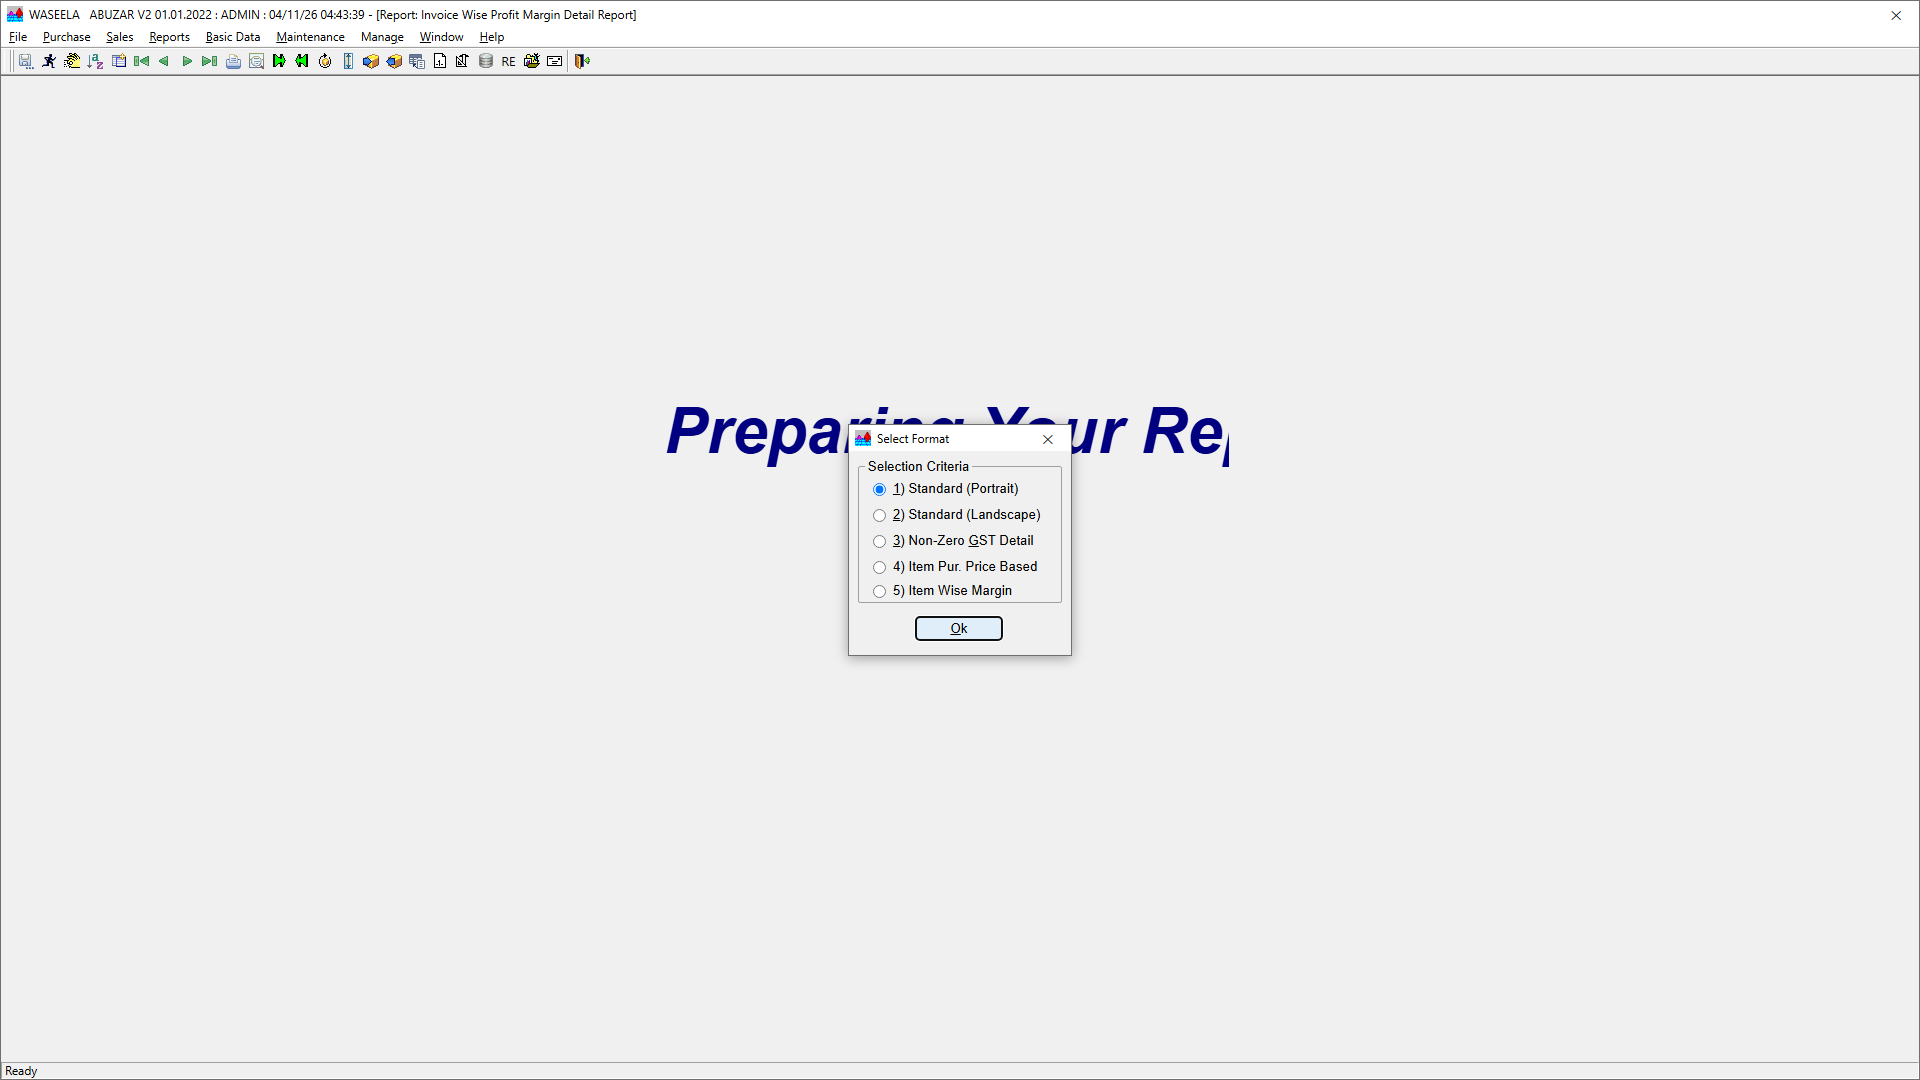 WASEELA   ABUZAR V2 01.01.2022 : ADMIN : 04/11/26 04:43:39 - [Report: Invoice Wise Profit Margin Detail Report]
File Purchase Sales Reports Basic Data Maintenance Manage Window Help
RE
Preparing Your Rep
Select Format
Selection Criteria
1) Standard (Portrait)
2) Standard (Landscape)
3) Non-Zero GST Detail
4) Item Pur. Price Based
5) Item Wise Margin
Ok
Ready